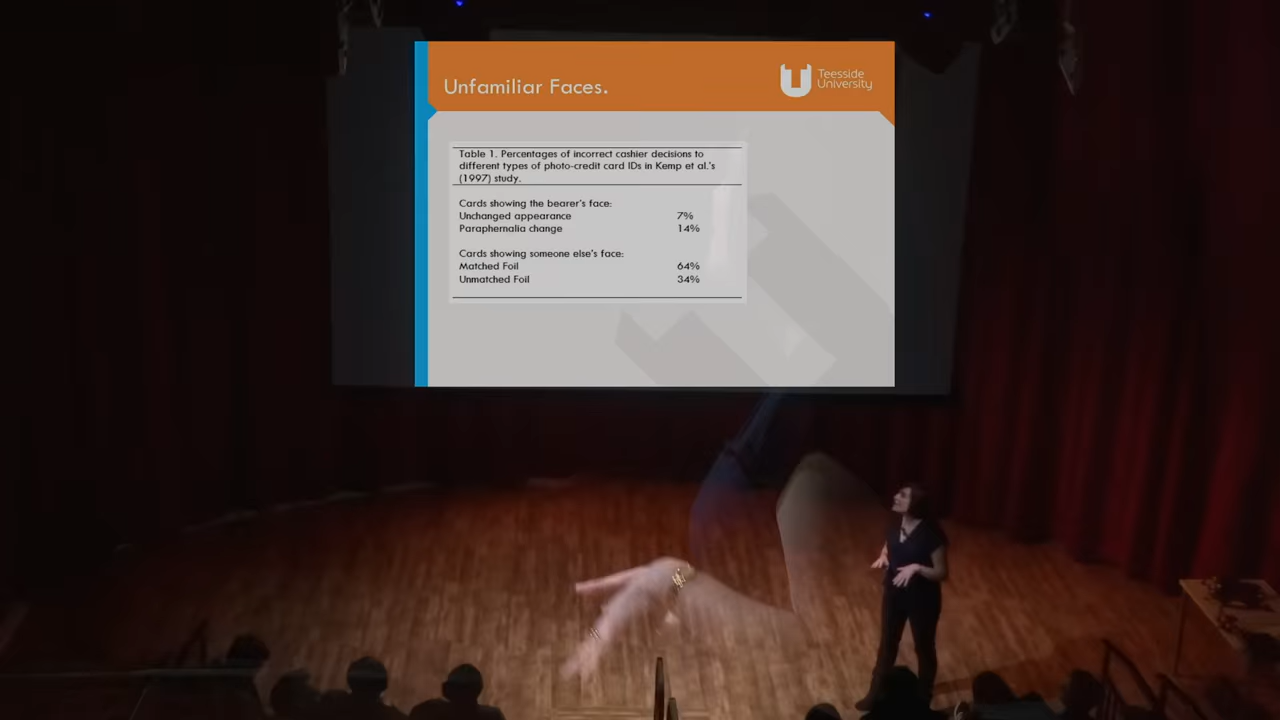 Unfamiliar Faces.
Teesside
University
Table 1. Percentages of incorrect cashier decisions to
different types of photo-credit card IDs in Kemp et al.'s
(1997) study.
Cards showing the bearer's face:
Unchanged appearance 7%
Paraphernalia change 14%
Cards showing someone else's face:
Matched Foil 64%
Unmatched Foil 34%